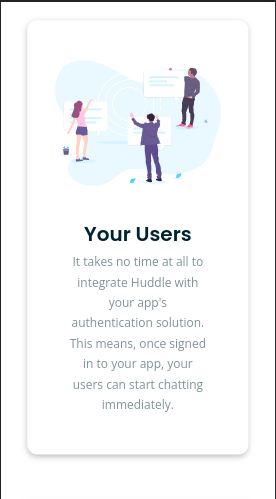 Your Users
It takes no time at all to
integrate Huddle with
your app's
authentication solution.
This means, once signed
in to your app, your
users can start chatting
immediately.